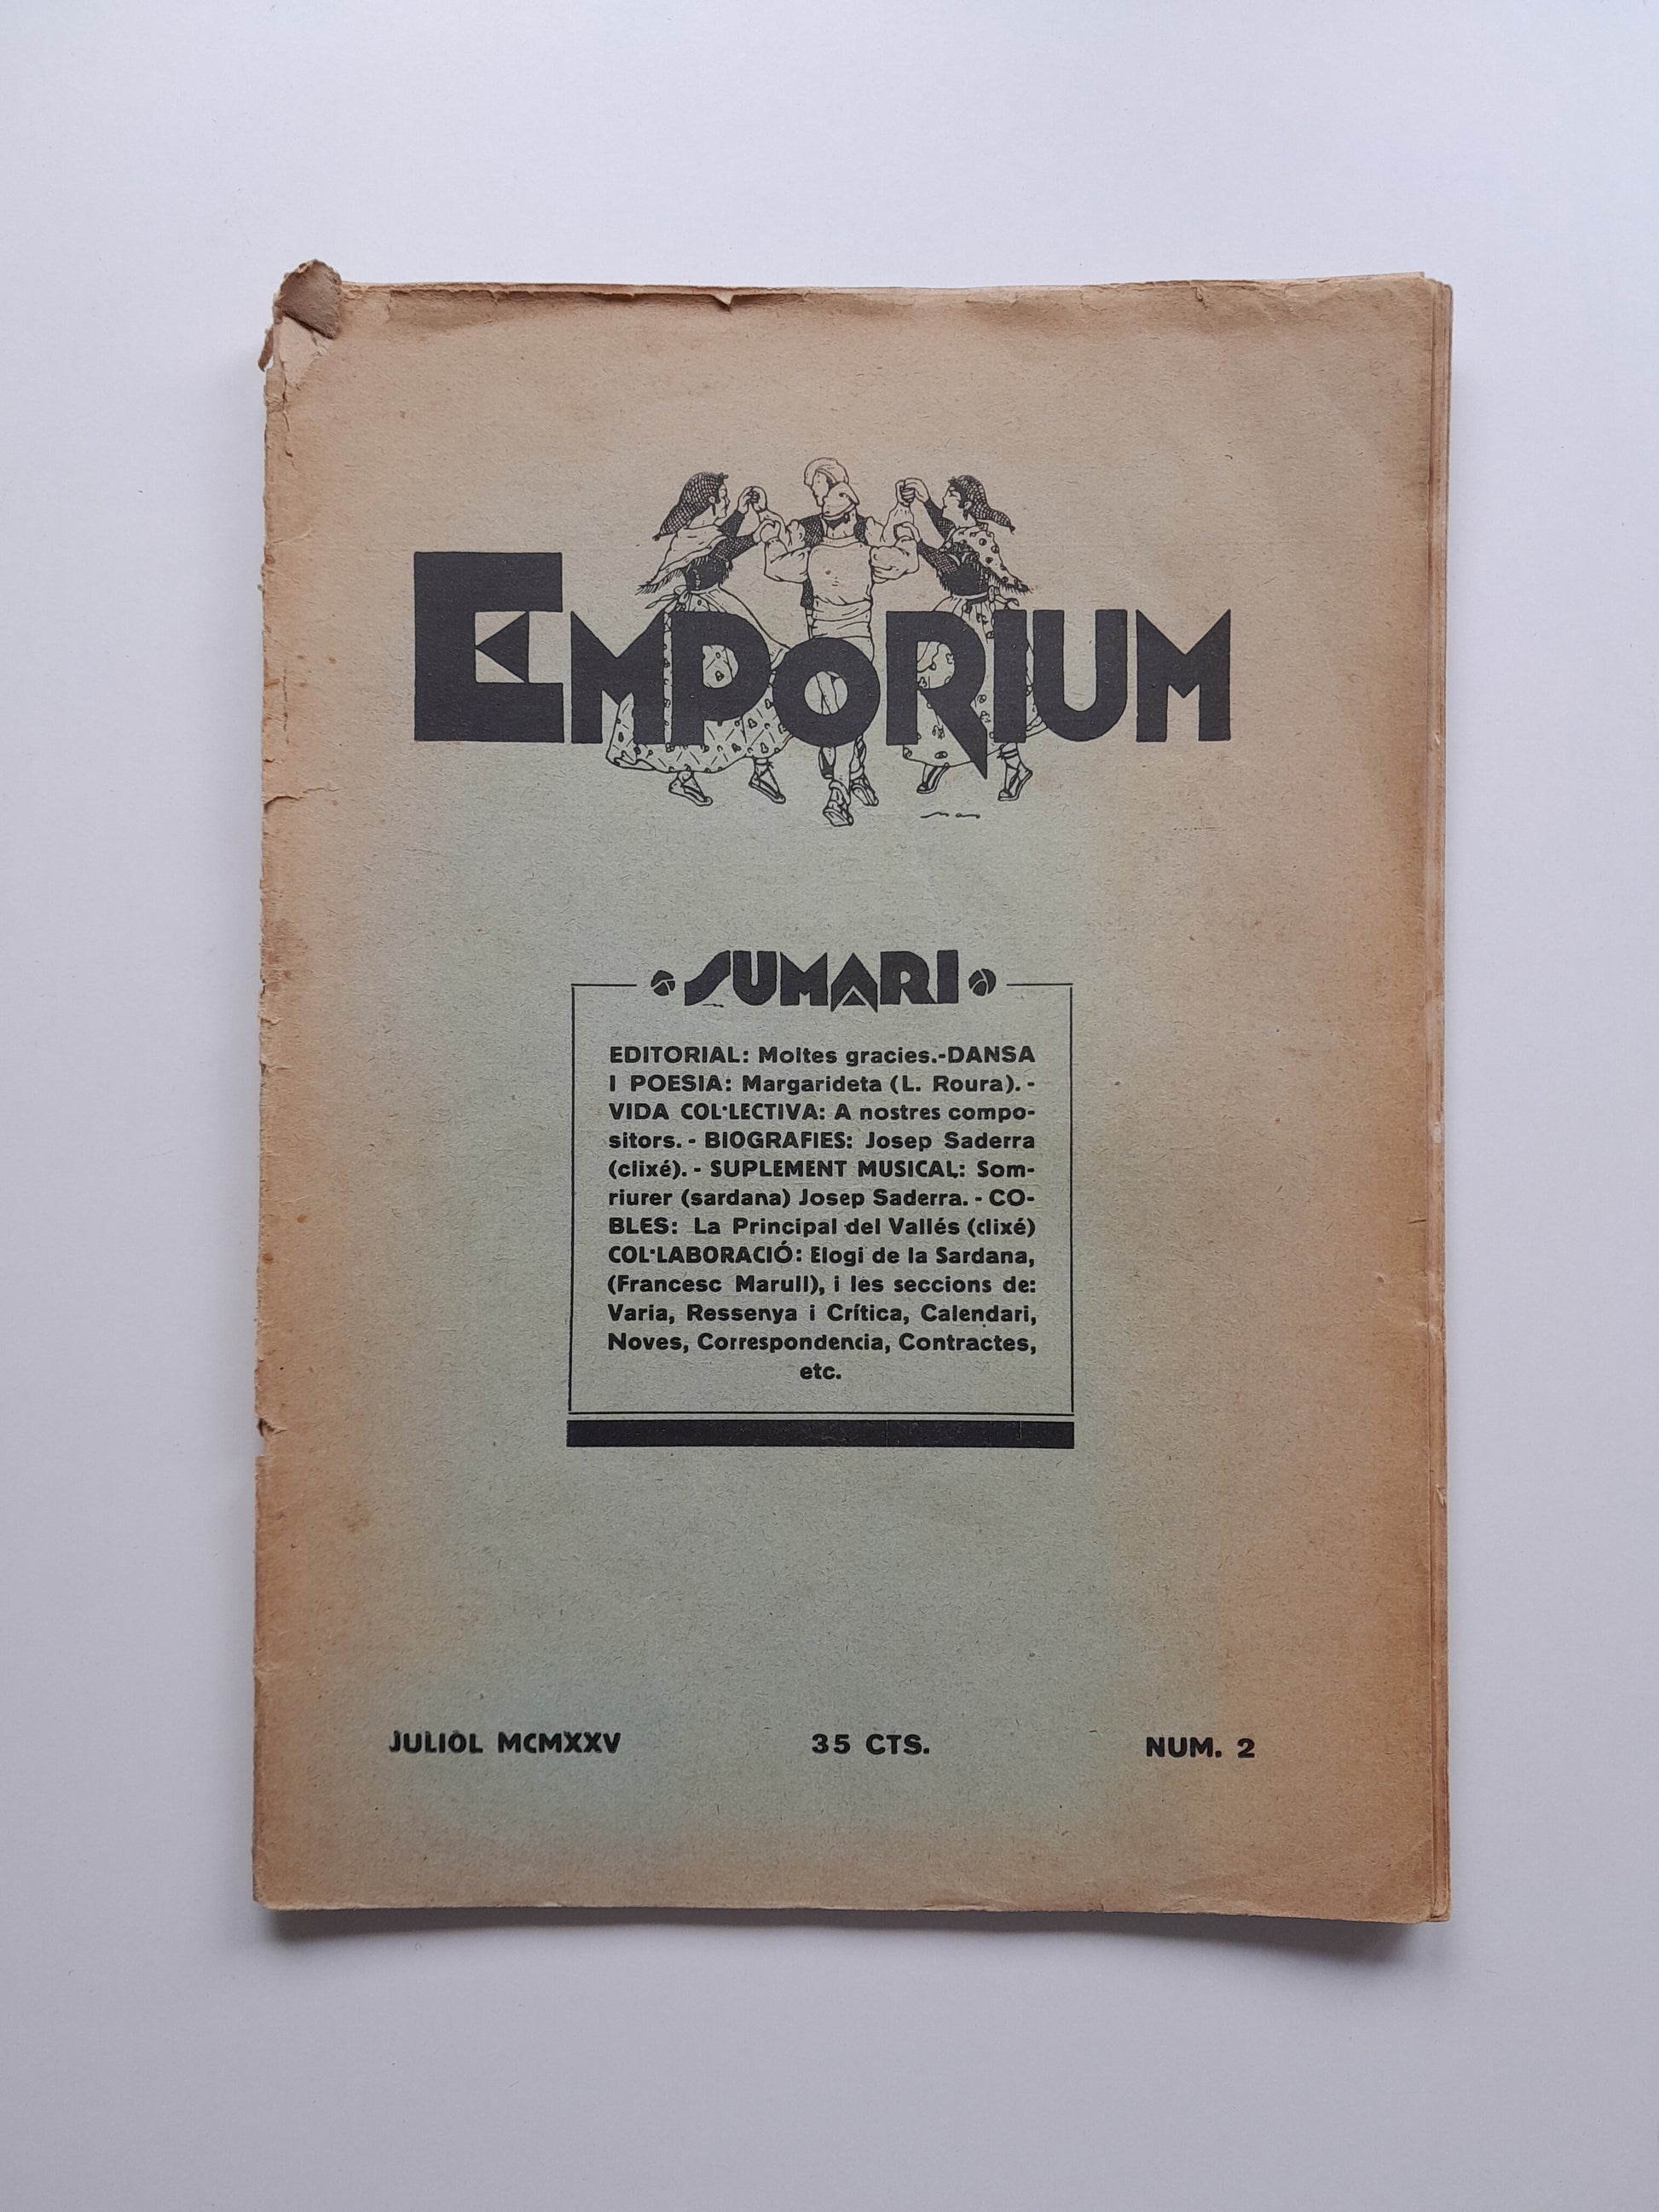 EMPORIUM
SUMARI
EDITORIAL: Moltes gracies.-DANSA
I POESIA: Margarideta (L. Roura). -
VIDA COL·LECTIVA: A nostres compo-
sitors. - BIOGRAFIES: Josep Saderra
(clixé). - SUPLEMENT MUSICAL: Som-
riurer (sardana) Josep Saderra. - CO-
BLES: La Principal del Vallés (clixé)
COL·LABORACIÓ: Elogi de la Sardana,
(Francesc Marull), i les seccions de:
Varia, Ressenya i Crítica, Calendari,
Noves, Correspondencia, Contractes,
etc.
JULIOL MCMXXV 35 CTS. NUM. 2